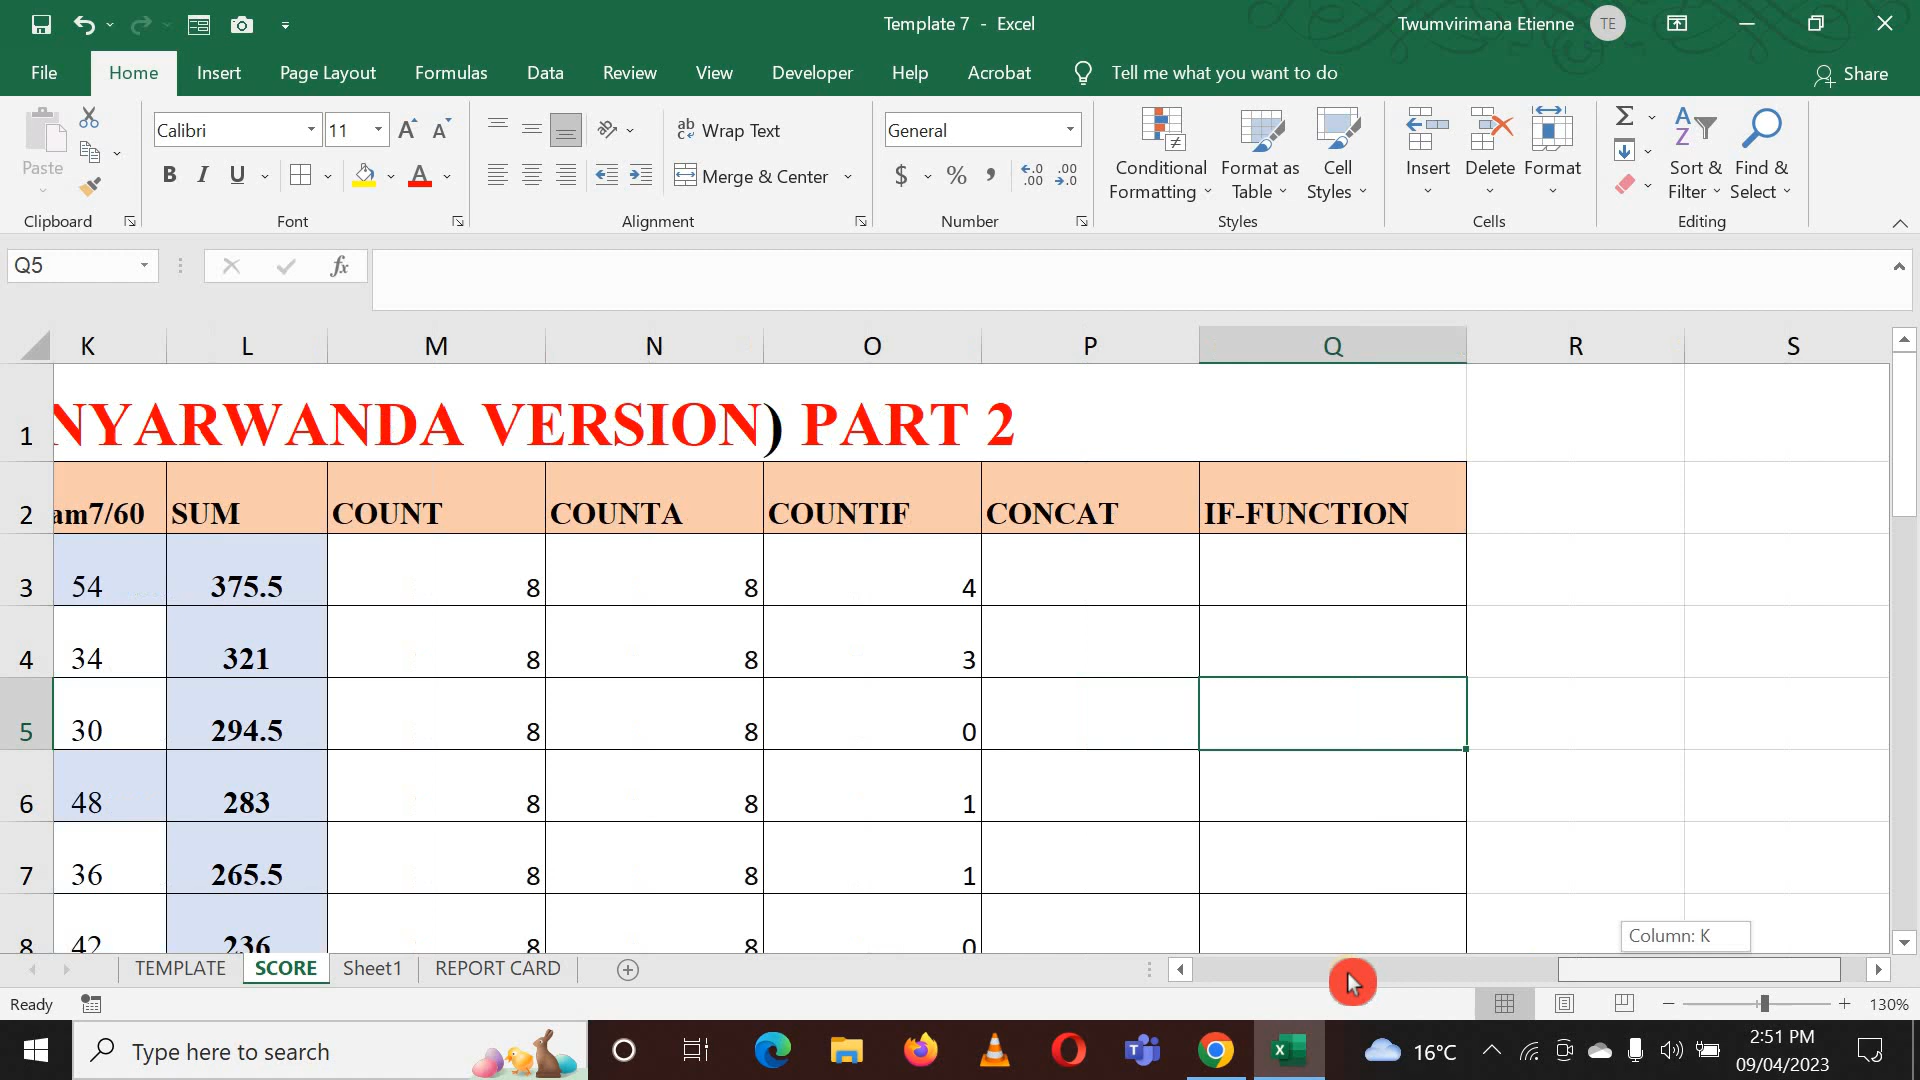 Template 7 - Excel
Twumvirimana Etienne TE
File Home Insert Page Layout Formulas Data Review View Developer Help Acrobat Tell me what you want to do Share
Paste
Calibri 11
Wrap Text
Merge & Center
General
Conditional Formatting
Format as Table
Cell Styles
Insert Delete Format
Sort & Filter
Find & Select
Clipboard Font Alignment Number Styles Cells Editing
Q5 fx
K L M N O P Q R S
1 NYARWANDA VERSION) PART 2
2 am7/60 SUM COUNT COUNTA COUNTIF CONCAT IF-FUNCTION
3 54 375.5 8 8 4
4 34 321 8 8 3
5 30 294.5 8 8 0
6 48 283 8 8 1
7 36 265.5 8 8 1
8 42 236 8 8 0
Column: K
TEMPLATE SCORE Sheet1 REPORT CARD
Ready 130%
Type here to search
16°C
2:51 PM
09/04/2023